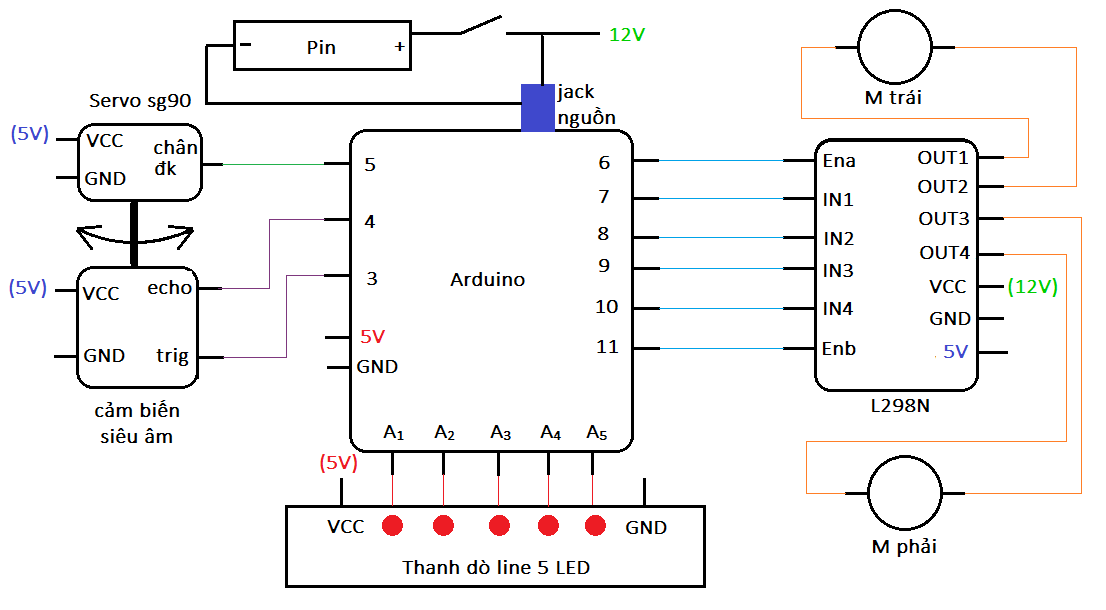 − Pin +
12V
jack
nguồn
M trái
Servo sg90
(5V)
VCC
chân
đk
GND
(5V)
VCC
echo
GND
trig
cảm biến
siêu âm
5
4
3
5V
GND
Arduino
6
7
8
9
10
11
A1 A2 A3 A4 A5
Ena
IN1
IN2
IN3
IN4
Enb
OUT1
OUT2
OUT3
OUT4
VCC
(12V)
GND
5V
L298N
M phải
(5V)
VCC
GND
Thanh dò line 5 LED